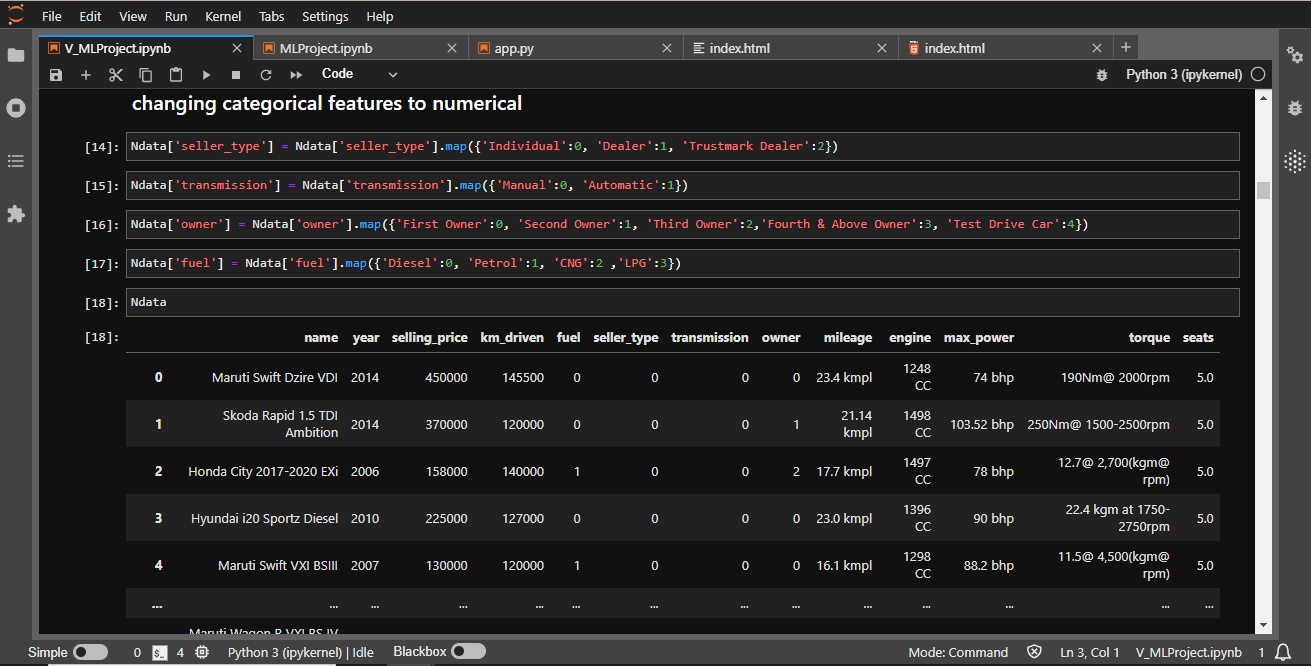 File Edit View Run Kernel Tabs Settings Help
V_MLProject.ipynb MLProject.ipynb app.py index.html index.html
Code Python 3 (ipykernel)
changing categorical features to numerical
[14]: Ndata['seller_type'] = Ndata['seller_type'].map({'Individual':0, 'Dealer':1, 'Trustmark Dealer':2})
[15]: Ndata['transmission'] = Ndata['transmission'].map({'Manual':0, 'Automatic':1})
[16]: Ndata['owner'] = Ndata['owner'].map({'First Owner':0, 'Second Owner':1, 'Third Owner':2,'Fourth & Above Owner':3, 'Test Drive Car':4})
[17]: Ndata['fuel'] = Ndata['fuel'].map({'Diesel':0, 'Petrol':1, 'CNG':2 ,'LPG':3})
[18]: Ndata
[18]: name year selling_price km_driven fuel seller_type transmission owner mileage engine max_power torque seats
0 Maruti Swift Dzire VDI 2014 450000 145500 0 0 0 0 23.4 kmpl 1248 CC 74 bhp 190Nm@ 2000rpm 5.0
1 Skoda Rapid 1.5 TDI Ambition 2014 370000 120000 0 0 0 1 21.14 kmpl 1498 CC 103.52 bhp 250Nm@ 1500-2500rpm 5.0
2 Honda City 2017-2020 EXi 2006 158000 140000 1 0 0 2 17.7 kmpl 1497 CC 78 bhp 12.7@ 2,700(kgm@ rpm) 5.0
3 Hyundai i20 Sportz Diesel 2010 225000 127000 0 0 0 0 23.0 kmpl 1396 CC 90 bhp 22.4 kgm at 1750-2750rpm 5.0
4 Maruti Swift VXI BSIII 2007 130000 120000 1 0 0 0 16.1 kmpl 1298 CC 88.2 bhp 11.5@ 4,500(kgm@ rpm) 5.0
... ... ... ... ... ... ... ... ... ... ... ... ... ...
Maruti Wagon R VXI BS IV
Simple 0 4 Python 3 (ipykernel) | Idle Blackbox Mode: Command Ln 3, Col 1 V_MLProject.ipynb 1